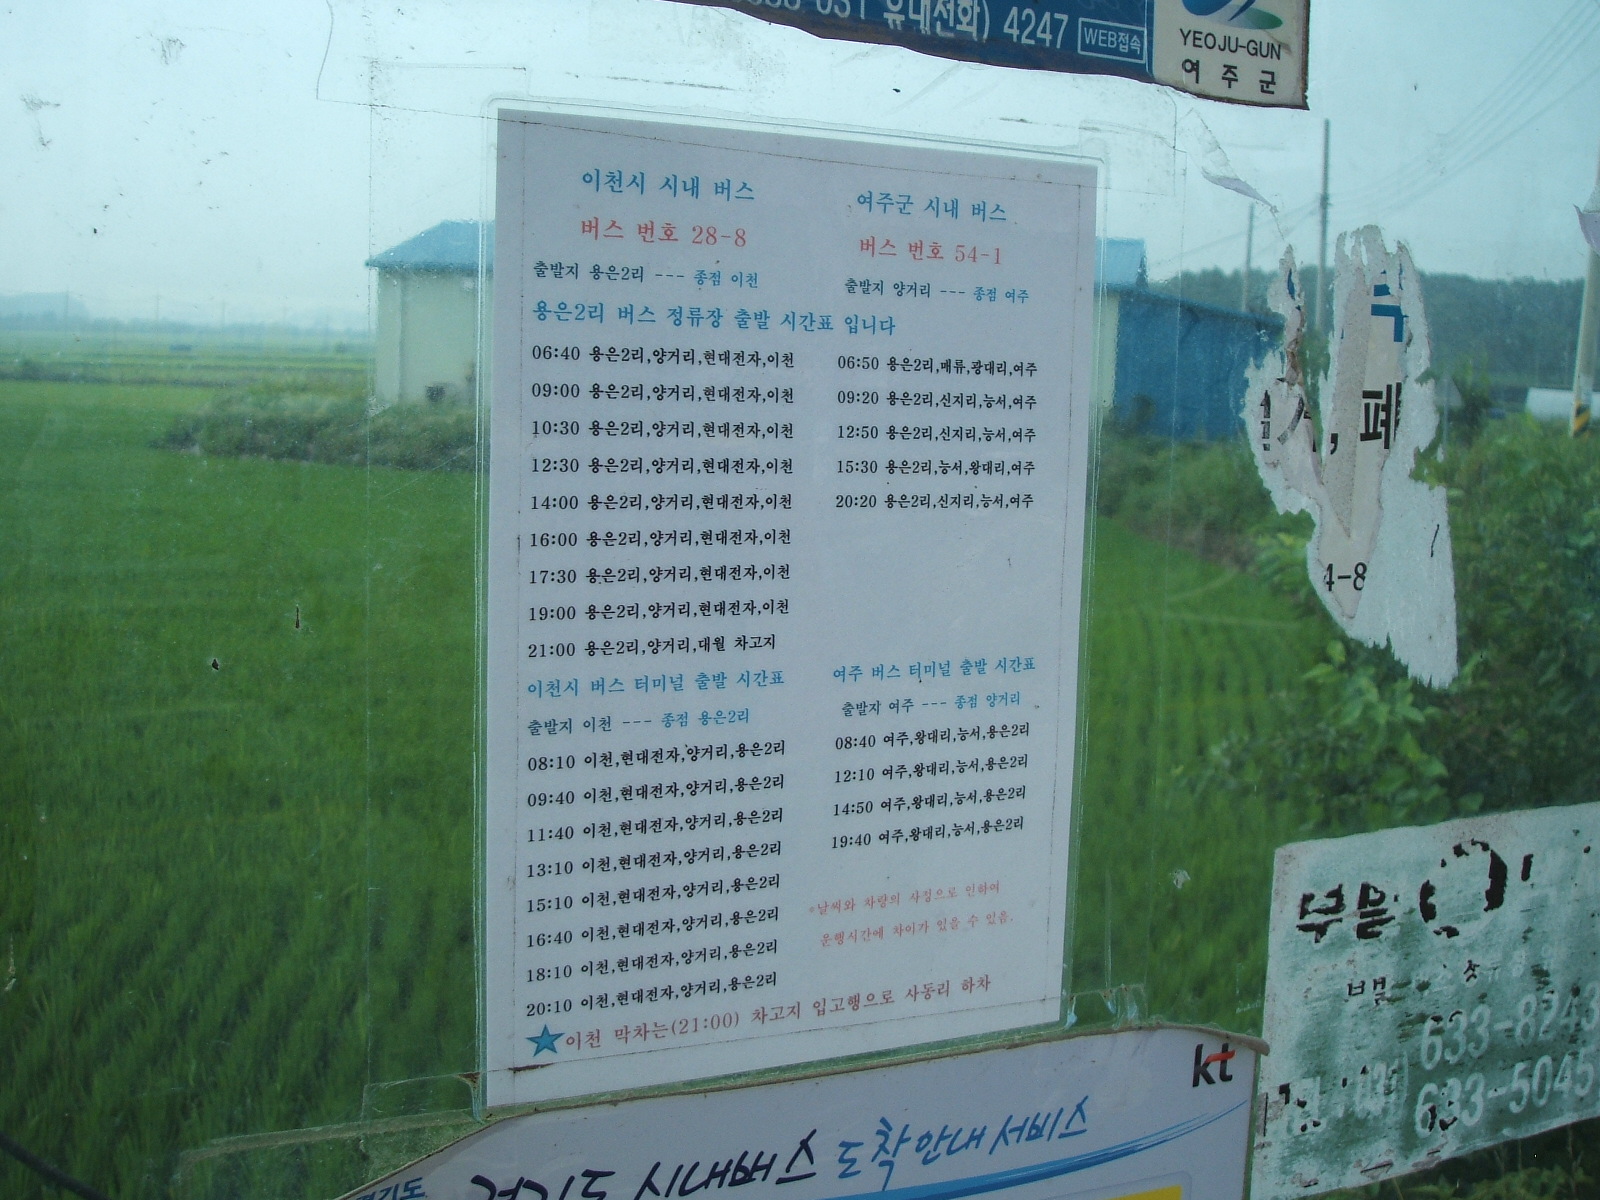 031 휴대전화) 4247 WEB접속
YEOJU-GUN
여주군
이천시 시내 버스
버스 번호 28-8
출발지 용은2리 --- 종점 이천
여주군 시내 버스
버스 번호 54-1
출발지 양거리 --- 종점 여주
용은2리 버스 정류장 출발 시간표 입니다
06:40 용은2리,양거리,현대전자,이천
09:00 용은2리,양거리,현대전자,이천
10:30 용은2리,양거리,현대전자,이천
12:30 용은2리,양거리,현대전자,이천
14:00 용은2리,양거리,현대전자,이천
16:00 용은2리,양거리,현대전자,이천
17:30 용은2리,양거리,현대전자,이천
19:00 용은2리,양거리,현대전자,이천
21:00 용은2리,양거리,대월 차고지
06:50 용은2리,매류,광대리,여주
09:20 용은2리,신지리,능서,여주
12:50 용은2리,신지리,능서,여주
15:30 용은2리,능서,왕대리,여주
20:20 용은2리,신지리,능서,여주
이천시 버스 터미널 출발 시간표
출발지 이천 --- 종점 용은2리
08:10 이천,현대전자,양거리,용은2리
09:40 이천,현대전자,양거리,용은2리
11:40 이천,현대전자,양거리,용은2리
13:10 이천,현대전자,양거리,용은2리
15:10 이천,현대전자,양거리,용은2리
16:40 이천,현대전자,양거리,용은2리
18:10 이천,현대전자,양거리,용은2리
20:10 이천,현대전자,양거리,용은2리
여주 버스 터미널 출발 시간표
출발지 여주 --- 종점 양거리
08:40 여주,왕대리,능서,용은2리
12:10 여주,왕대리,능서,용은2리
14:50 여주,왕대리,능서,용은2리
19:40 여주,왕대리,능서,용은2리
*날씨와 차량의 사정으로 인하여
운행시간에 차이가 있을 수 있음.
★이천 막차는(21:00) 차고지 입고행으로 사동리 하차
kt
경기도 시내버스 도착안내서비스
폐
4-8
633-8243
633-5045